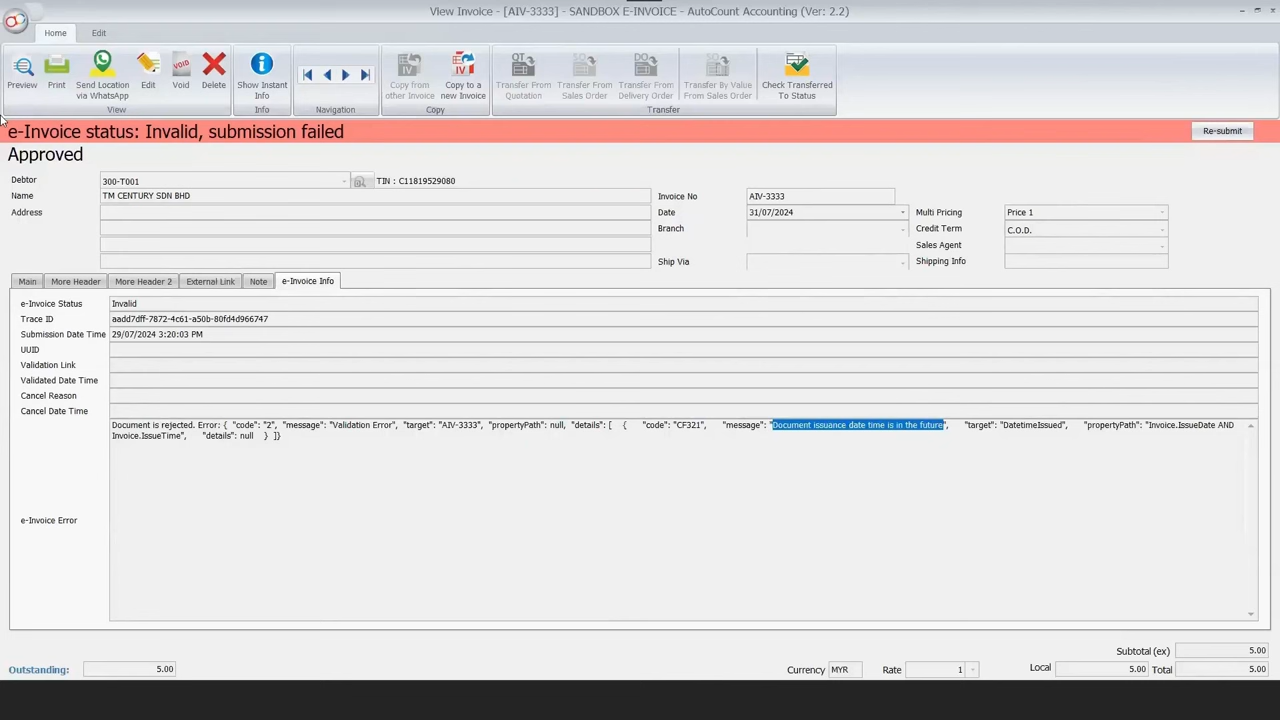 View Invoice - [AIV-3333] - SANDBOX E-INVOICE - AutoCount Accounting (Ver: 2.2)
Home Edit
Preview Print Send Location via WhatsApp Edit Void Delete Show Instant Info Copy from other Invoice Copy to a new Invoice Transfer From Quotation Transfer From Sales Order Transfer From Delivery Order Transfer By Value From Sales Order Check Transferred To Status
View Info Navigation Copy Transfer
e-Invoice status: Invalid, submission failed Re-submit
Approved
Debtor 300-T001 TIN : C11819529080
Name TM CENTURY SDN BHD Invoice No AIV-3333
Address Date 31/07/2024 Multi Pricing Price 1
Branch Credit Term C.O.D.
Sales Agent
Ship Via Shipping Info
Main More Header More Header 2 External Link Note e-Invoice Info
e-Invoice Status Invalid
Trace ID aadd7dff-7872-4c61-a50b-80fd4d966747
Submission Date Time 29/07/2024 3:20:03 PM
UUID
Validation Link
Validated Date Time
Cancel Reason
Cancel Date Time
Document is rejected. Error: { "code": "2", "message": "Validation Error", "target": "AIV-3333", "propertyPath": null, "details": [ { "code": "CF321", "message": "Document issuance date time is in the future", "target": "DatetimeIssued", "propertyPath": "Invoice.IssueDate AND
Invoice.IssueTime", "details": null } ]}
e-Invoice Error
Subtotal (ex) 5.00
Outstanding: 5.00 Currency MYR Rate 1 Local 5.00 Total 5.00